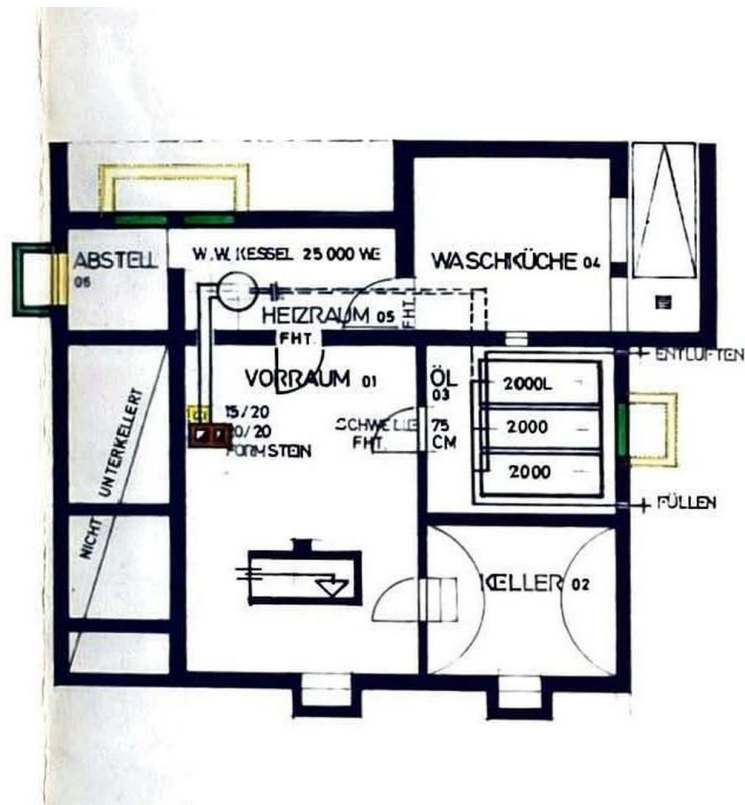 W.W. KESSEL 25 000 WE
ABSTELL
06
WASCHKÜCHE 04
HEIZRAUM 05
FHT.
FHT.
ENTLÜFTEN
VORRAUM 01
ÖL
03
2000L
15/20
20/20
FORMSTEIN
SCHWELLE
FHT.
75
CM
2000
2000
NICHT UNTERKELLERT
FÜLLEN
KELLER 02